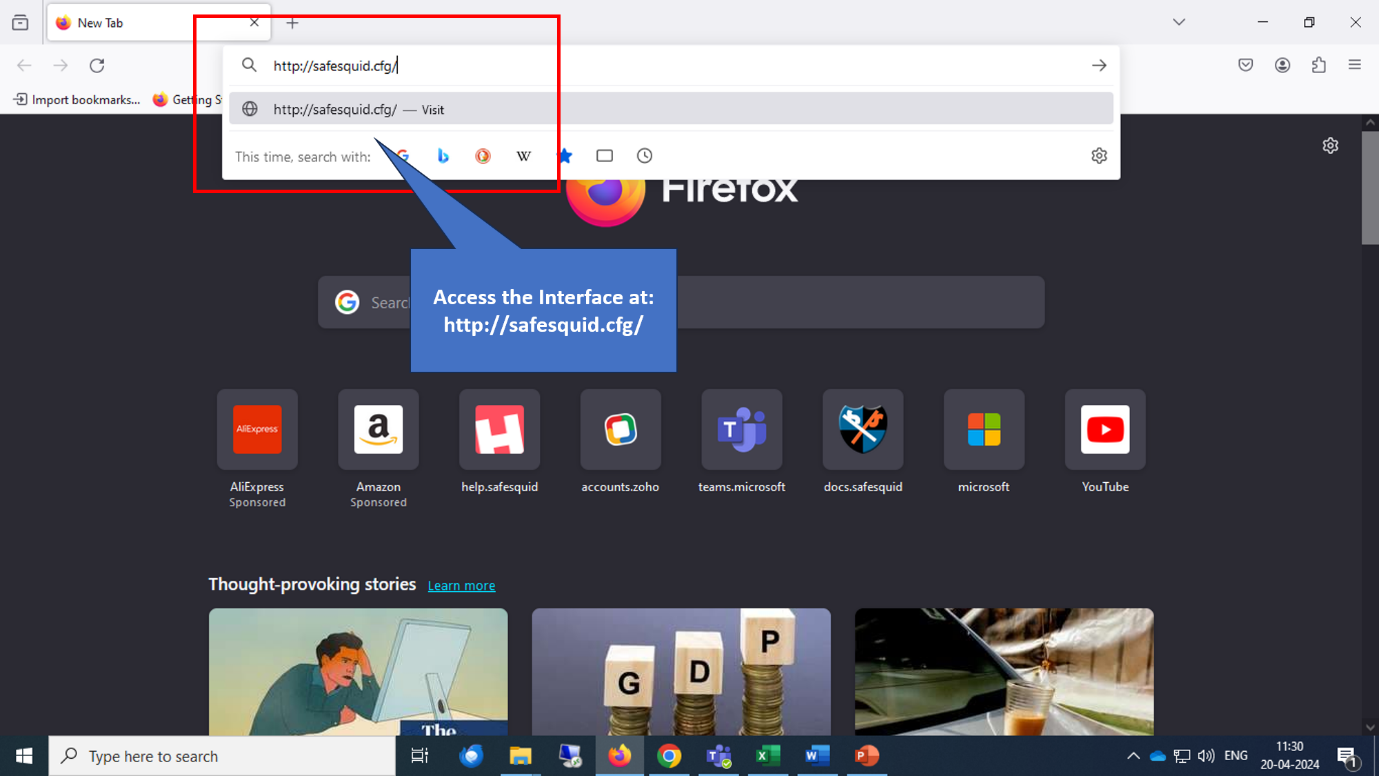 New Tab
http://safesquid.cfg/
Import bookmarks...
Getting S
http://safesquid.cfg/ — Visit
This time, search with:
Firefox
Access the Interface at:
http://safesquid.cfg/
Searc
AliExpress
a
T
AliExpress
Sponsored
Amazon
Sponsored
help.safesquid
accounts.zoho
teams.microsoft
docs.safesquid
microsoft
YouTube
Thought-provoking stories Learn more
G D P
The
Type here to search
ENG
11:30
20-04-2024
1